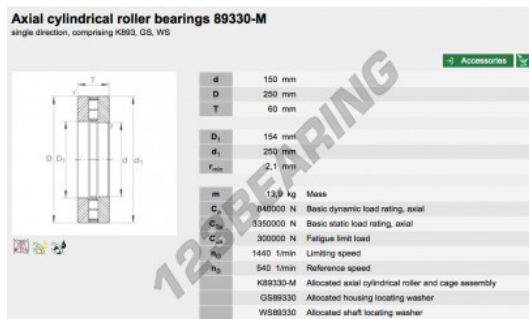 Axial cylindrical roller bearings 89330-M
single direction, comprising K893, GS, WS
Accessories
T
r
r
D D₁ d d₁
d 150 mm
D 250 mm
T 60 mm
D₁ 154 mm
d₁ 250 mm
rmin 2,1 mm
m 13,9 kg Mass
Ca 840000 N Basic dynamic load rating, axial
C0a 3350000 N Basic static load rating, axial
Cua 300000 N Fatigue limit load
nG 1440 1/min Limiting speed
540 1/min Reference speed
K89330-M Allocated axial cylindrical roller and cage assembly
GS89330 Allocated housing locating washer
WS89330 Allocated shaft locating washer
123BEARING